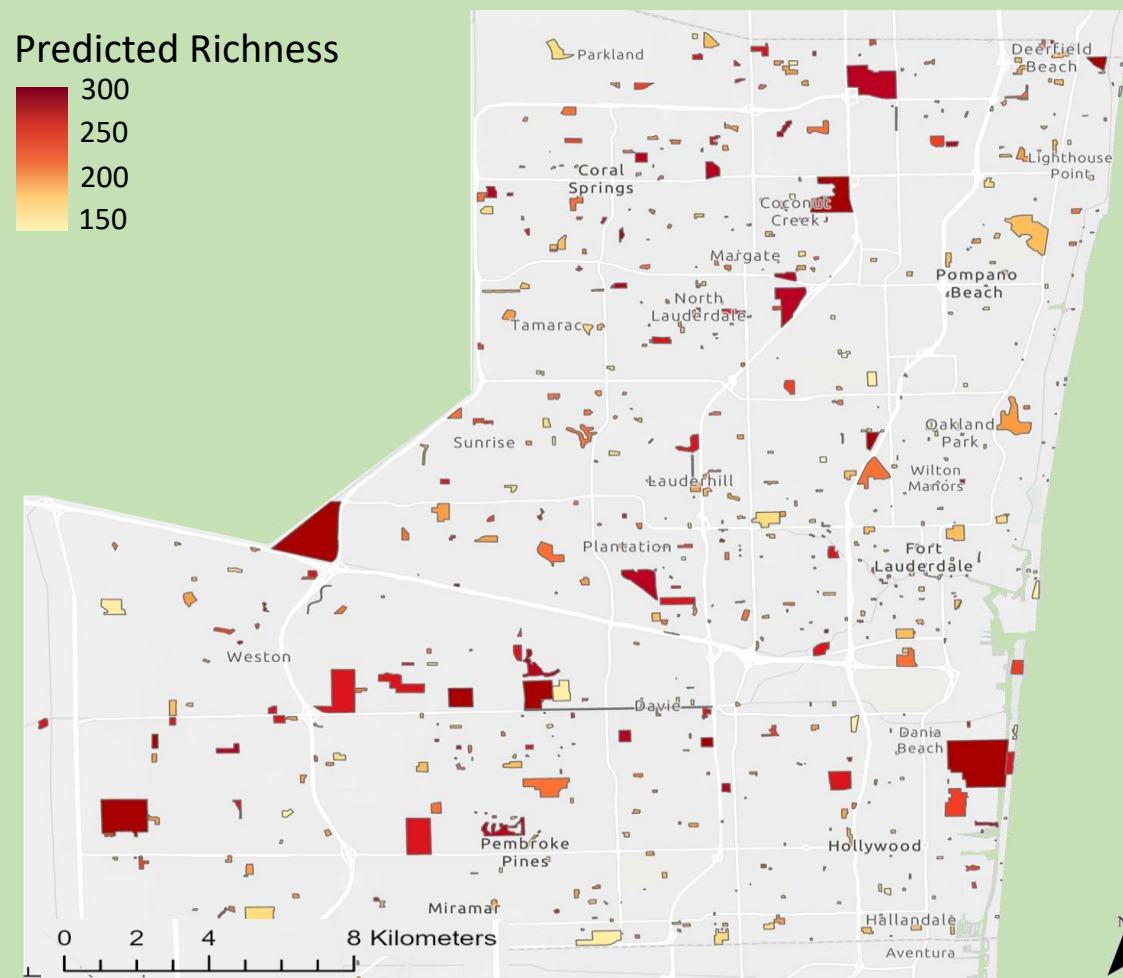 Predicted Richness
300
250
200
150
Parkland
Deerfield
Beach
Lighthouse
Point
Coral
Springs
Coconut
Creek
Margate
Pompano
Beach
North
Lauderdale
Tamarac
Sunrise
Oakland
Park
Wilton
Manors
Lauderhill
Plantation
Fort
Lauderdale
Weston
Davie
Dania
Beach
Pembroke
Pines
Hollywood
Miramar
Hallandale
Aventura
0 2 4 8 Kilometers
N